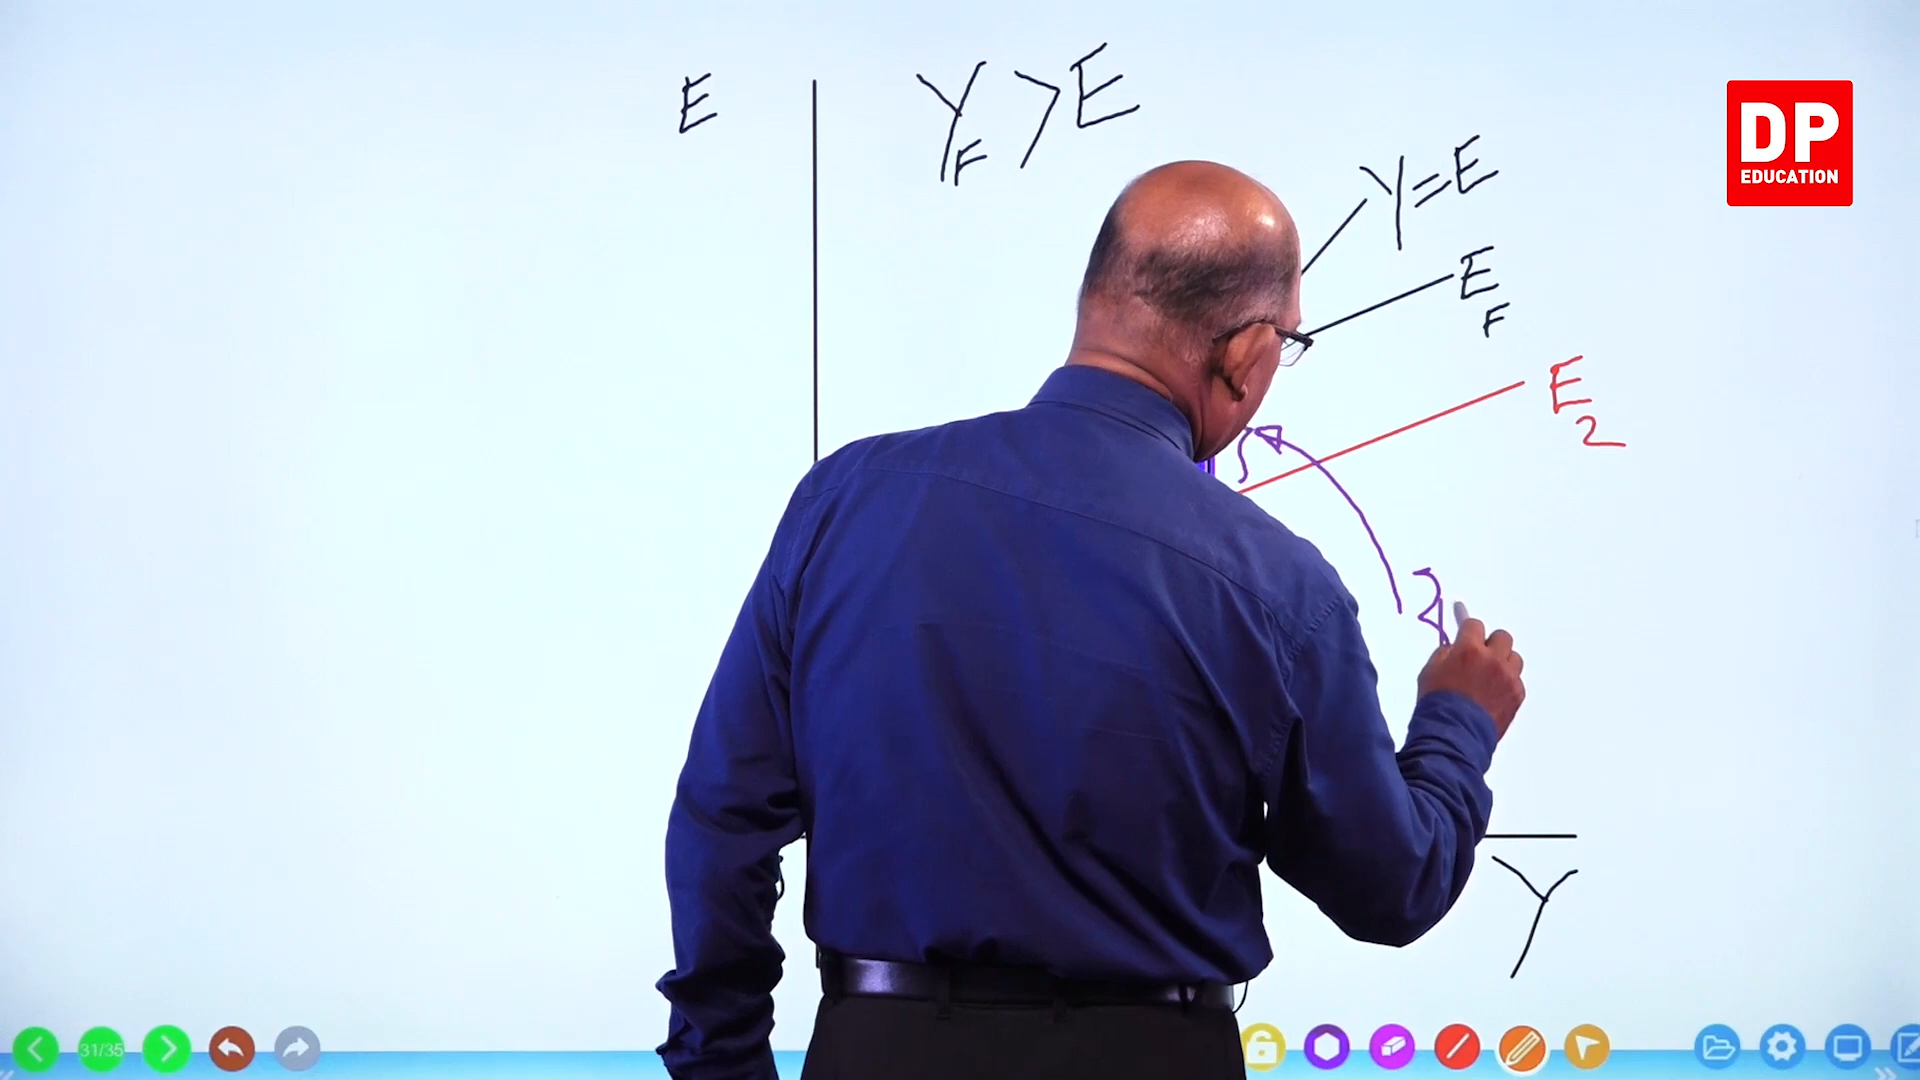 E
Y_F > E
DP
EDUCATION
Y = E
E_F
E_2
Y
31/35